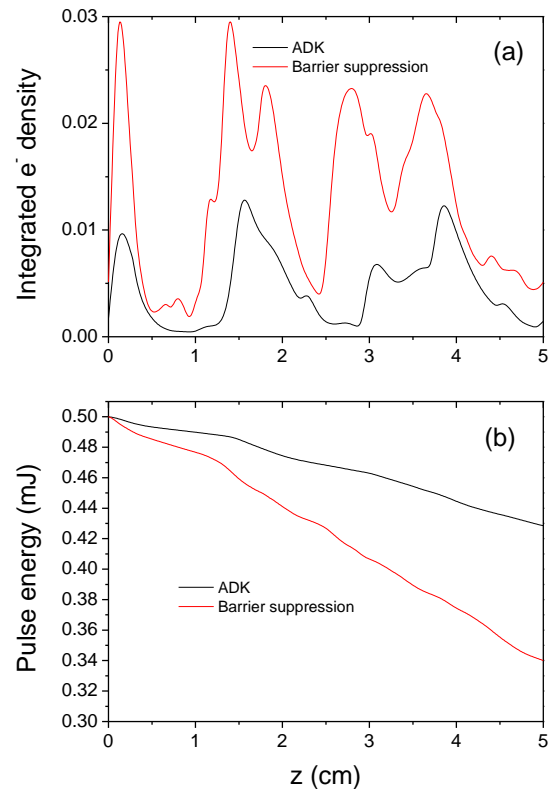 0.03
(a)
ADK
Barrier suppression
0.02
0.01
0.00
Integrated e⁻ density
0 1 2 3 4 5
0.50
(b)
0.48
0.46
0.44
0.42
0.40
ADK
0.38
Barrier suppression
0.36
0.34
0.32
0.30
Pulse energy (mJ)
0 1 2 3 4 5
z (cm)